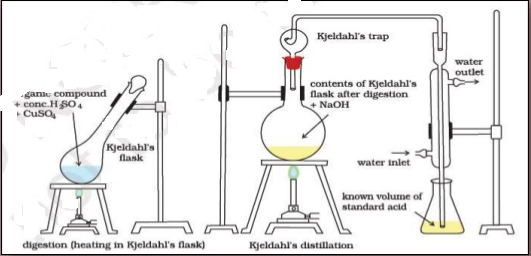 Kjeldahl's trap
water
outlet
contents of Kjeldahl's
flask after digestion
+ NaOH
compound
+ conc.H₂SO₄
+ CuSO₄
Kjeldahl's
flask
water inlet
known volume of
standard acid
digestion (heating in Kjeldahl's flask)
Kjeldahl's distillation